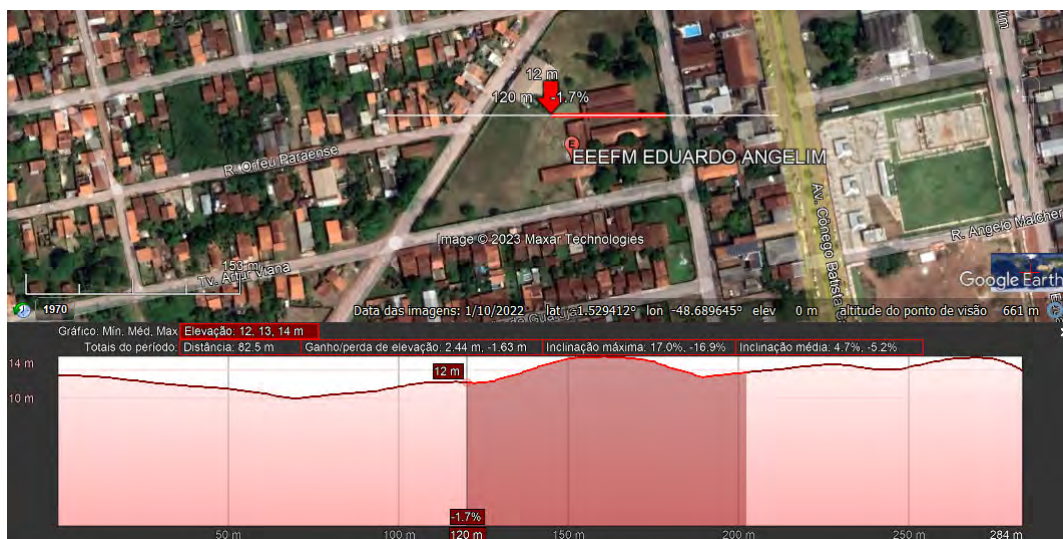 12 m
120 m -1.7%
EEEFM EDUARDO ANGELIM
R. Orfeu Paraense
Av. Cônego Batista
R. Angelo Malcher
Image © 2023 Maxar Technologies
153 m
Tv. Artur Viana
Google Earth
1970
Data das imagens: 1/10/2022 lat -1.529412° lon -48.689645° elev 0 m altitude do ponto de visão 661 m
Gráfico: Mín. Méd, Max Elevação: 12, 13, 14 m
Totais do período: Distância: 82.5 m Ganho/perda de elevação: 2.44 m, -1.63 m Inclinação máxima: 17.0%, -16.9% Inclinação média: 4.7%, -5.2%
14 m
12 m
10 m
-1.7%
50 m 100 m 120 m 150 m 200 m 250 m 284 m